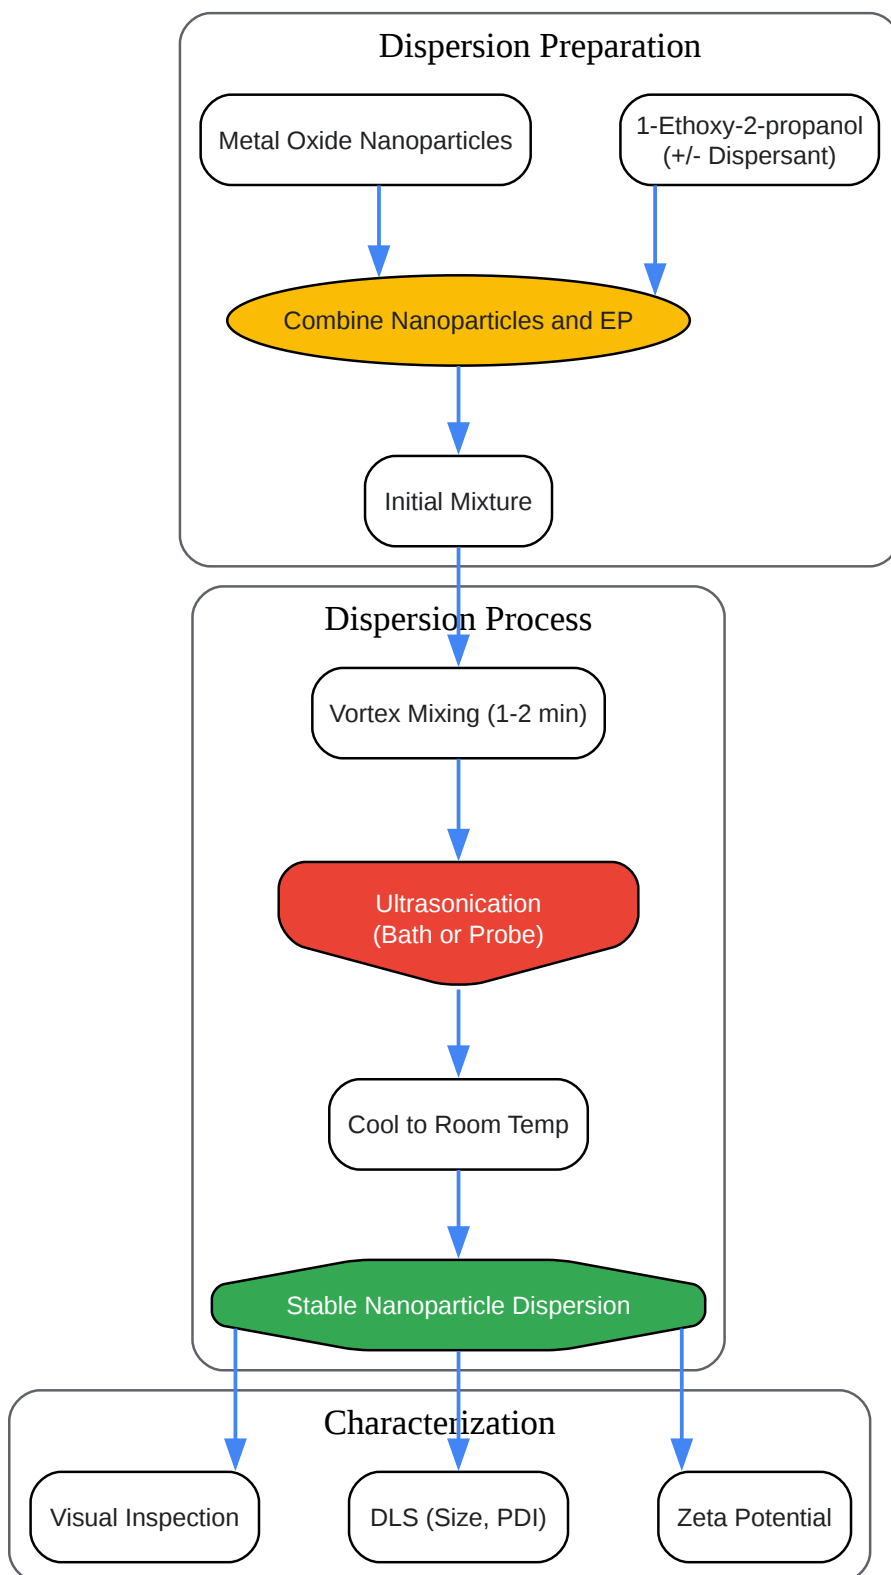 Dispersion Preparation
Metal Oxide Nanoparticles
1-Ethoxy-2-propanol
(+/- Dispersant)
Combine Nanoparticles and EP
Initial Mixture
Dispersion Process
Vortex Mixing (1-2 min)
Ultrasonication
(Bath or Probe)
Cool to Room Temp
Stable Nanoparticle Dispersion
Characterization
Visual Inspection
DLS (Size, PDI)
Zeta Potential